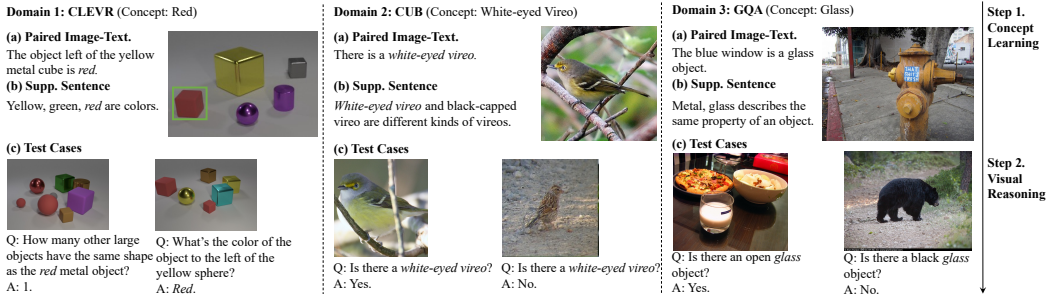 Domain 1: CLEVR (Concept: Red)
(a) Paired Image-Text.
The object left of the yellow
metal cube is red.
(b) Supp. Sentence
Yellow, green, red are colors.
(c) Test Cases
Q: How many other large
objects have the same shape
as the red metal object?
A: 1.
Q: What's the color of the
object to the left of the
yellow sphere?
A: Red.
Domain 2: CUB (Concept: White-eyed Vireo)
(a) Paired Image-Text.
There is a white-eyed vireo.
(b) Supp. Sentence
White-eyed vireo and black-capped
vireo are different kinds of vireos.
(c) Test Cases
Q: Is there a white-eyed vireo?
A: Yes.
Q: Is there a white-eyed vireo?
A: No.
Domain 3: GQA (Concept: Glass)
(a) Paired Image-Text.
The blue window is a glass
object.
(b) Supp. Sentence
Metal, glass describes the
same property of an object.
(c) Test Cases
Q: Is there an open glass
object?
A: Yes.
Q: Is there a black glass
object?
A: No.
Step 1.
Concept
Learning
Step 2.
Visual
Reasoning